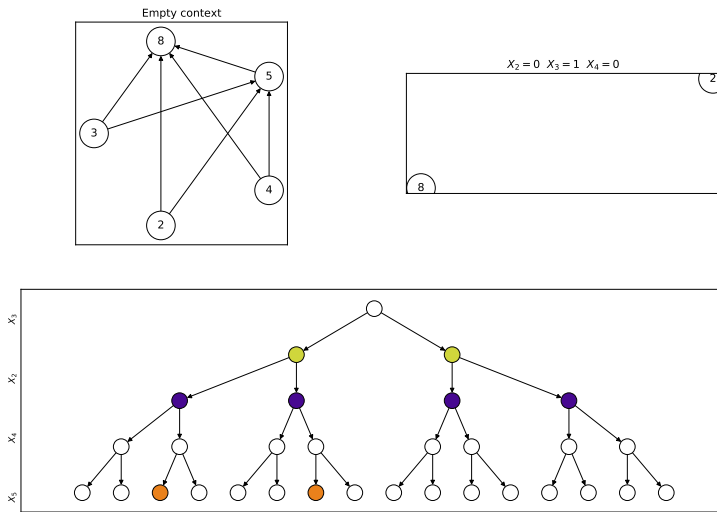 Empty context
8
5
3
4
2
X₂ = 0 X₃ = 1 X₄ = 0
2
8
X₃
X₂
X₄
X₅